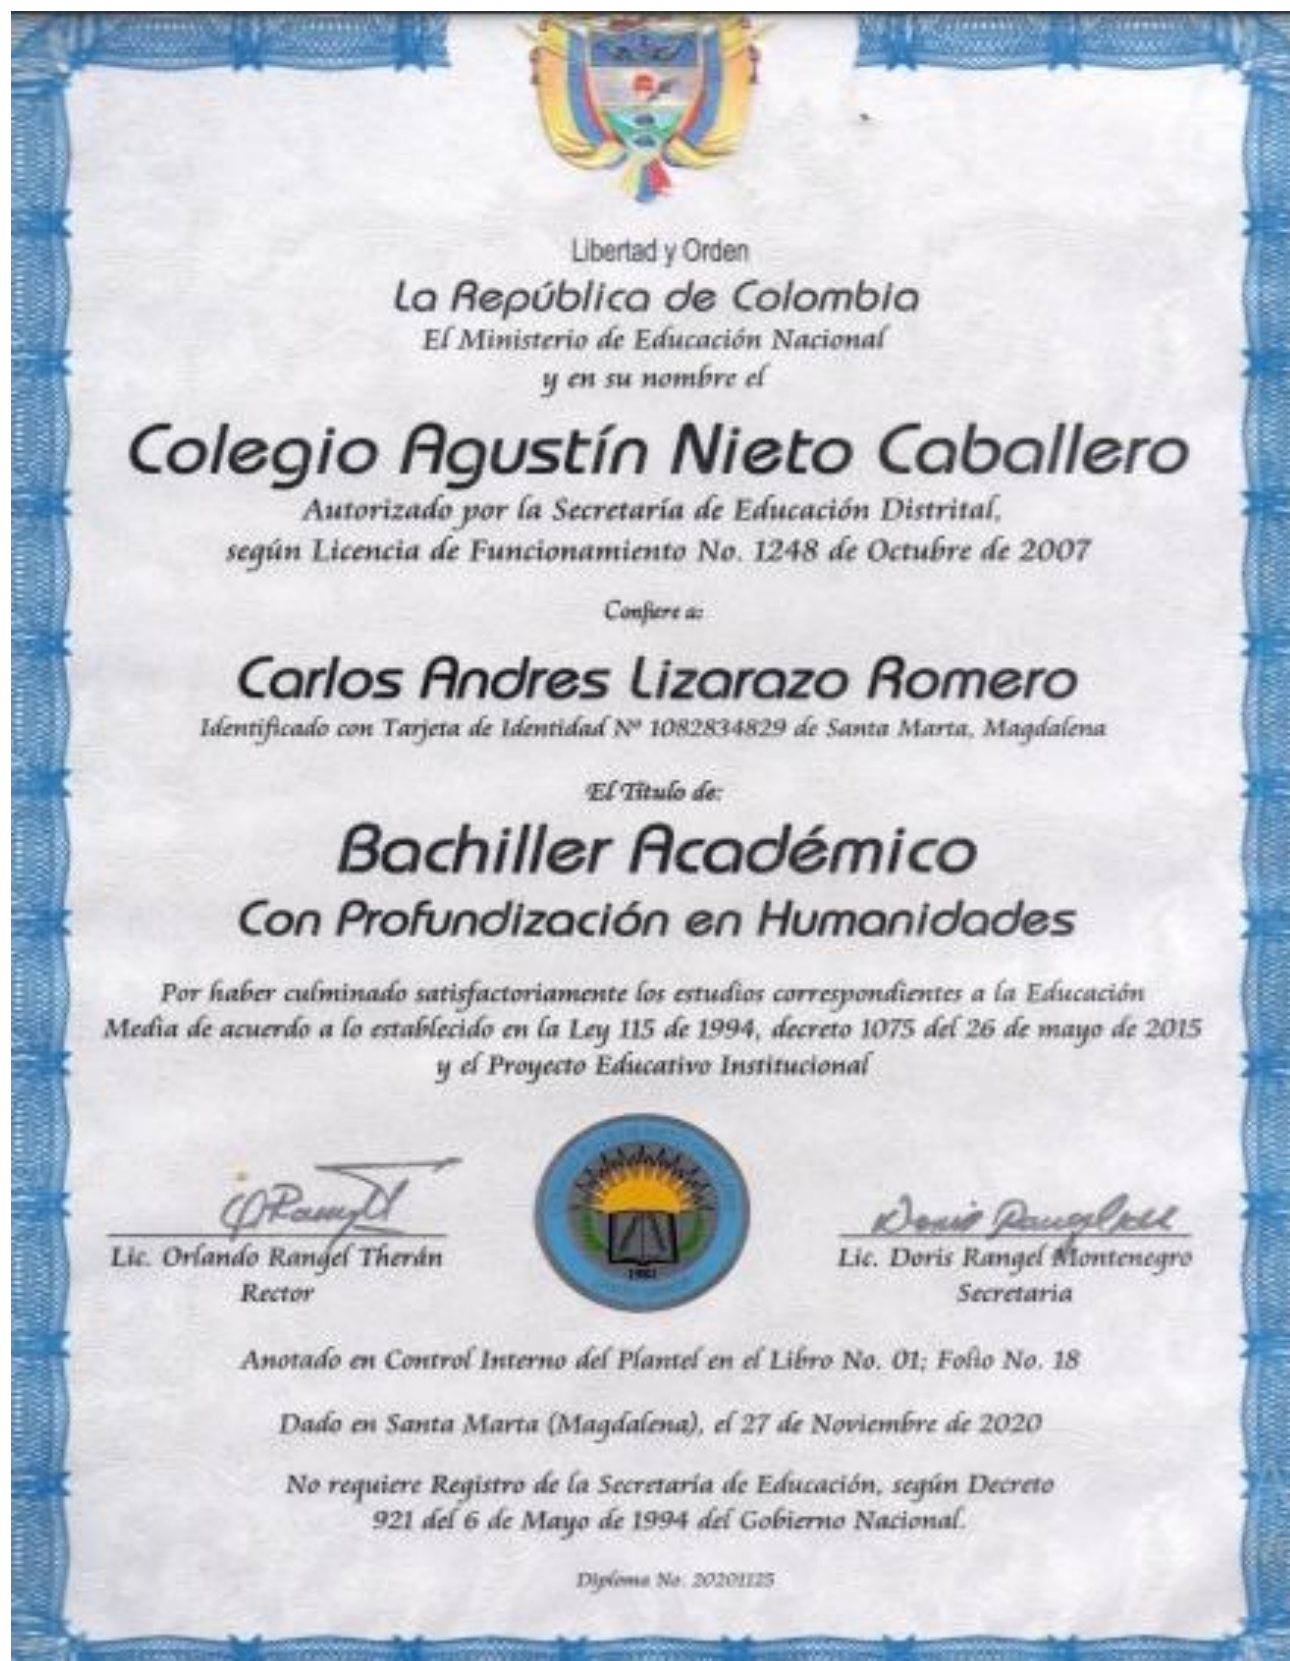 Libertad y Orden
La República de Colombia
El Ministerio de Educación Nacional
y en su nombre el
Colegio Agustín Nieto Caballero
Autorizado por la Secretaría de Educación Distrital,
según Licencia de Funcionamiento No. 1248 de Octubre de 2007
Confiere a:
Carlos Andres Lizarazo Romero
Identificado con Tarjeta de Identidad Nº 1082834829 de Santa Marta, Magdalena
El Título de:
Bachiller Académico
Con Profundización en Humanidades
Por haber culminado satisfactoriamente los estudios correspondientes a la Educación
Media de acuerdo a lo establecido en la Ley 115 de 1994, decreto 1075 del 26 de mayo de 2015
y el Proyecto Educativo Institucional
Lic. Orlando Rangel Therán
Rector
Lic. Doris Rangel Montenegro
Secretaria
Anotado en Control Interno del Plantel en el Libro No. 01; Folio No. 18
Dado en Santa Marta (Magdalena), el 27 de Noviembre de 2020
No requiere Registro de la Secretaría de Educación, según Decreto
921 del 6 de Mayo de 1994 del Gobierno Nacional.
Diploma No. 20201125